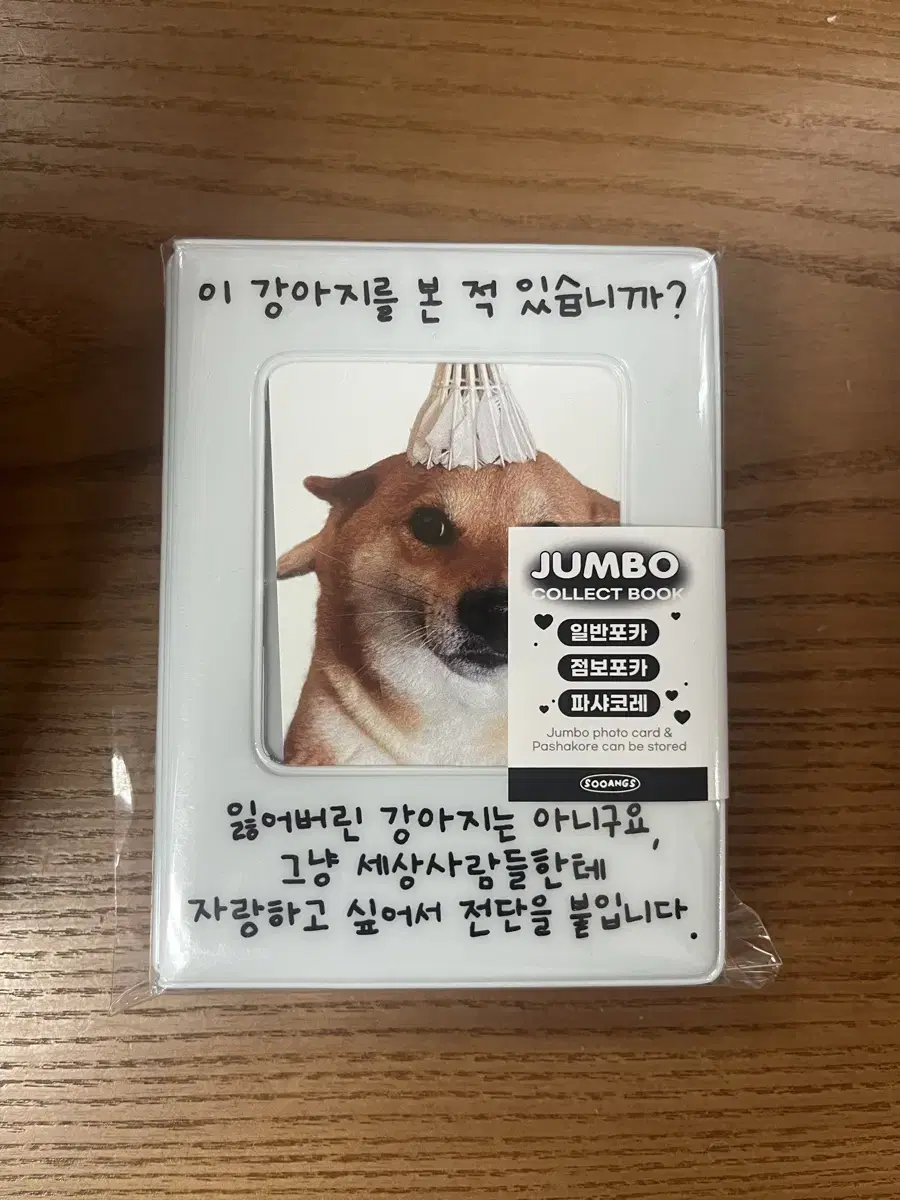 이 강아지를 본 적 있습니까?
JUMBO
COLLECT BOOK
일반포카
점보포카
파샤코레
Jumbo photo card &
Pashakore can be stored
SOOANGS
잃어버린 강아지는 아니구요,
그냥 세상사람들한테
자랑하고 싶어서 전단을 붙입니다.